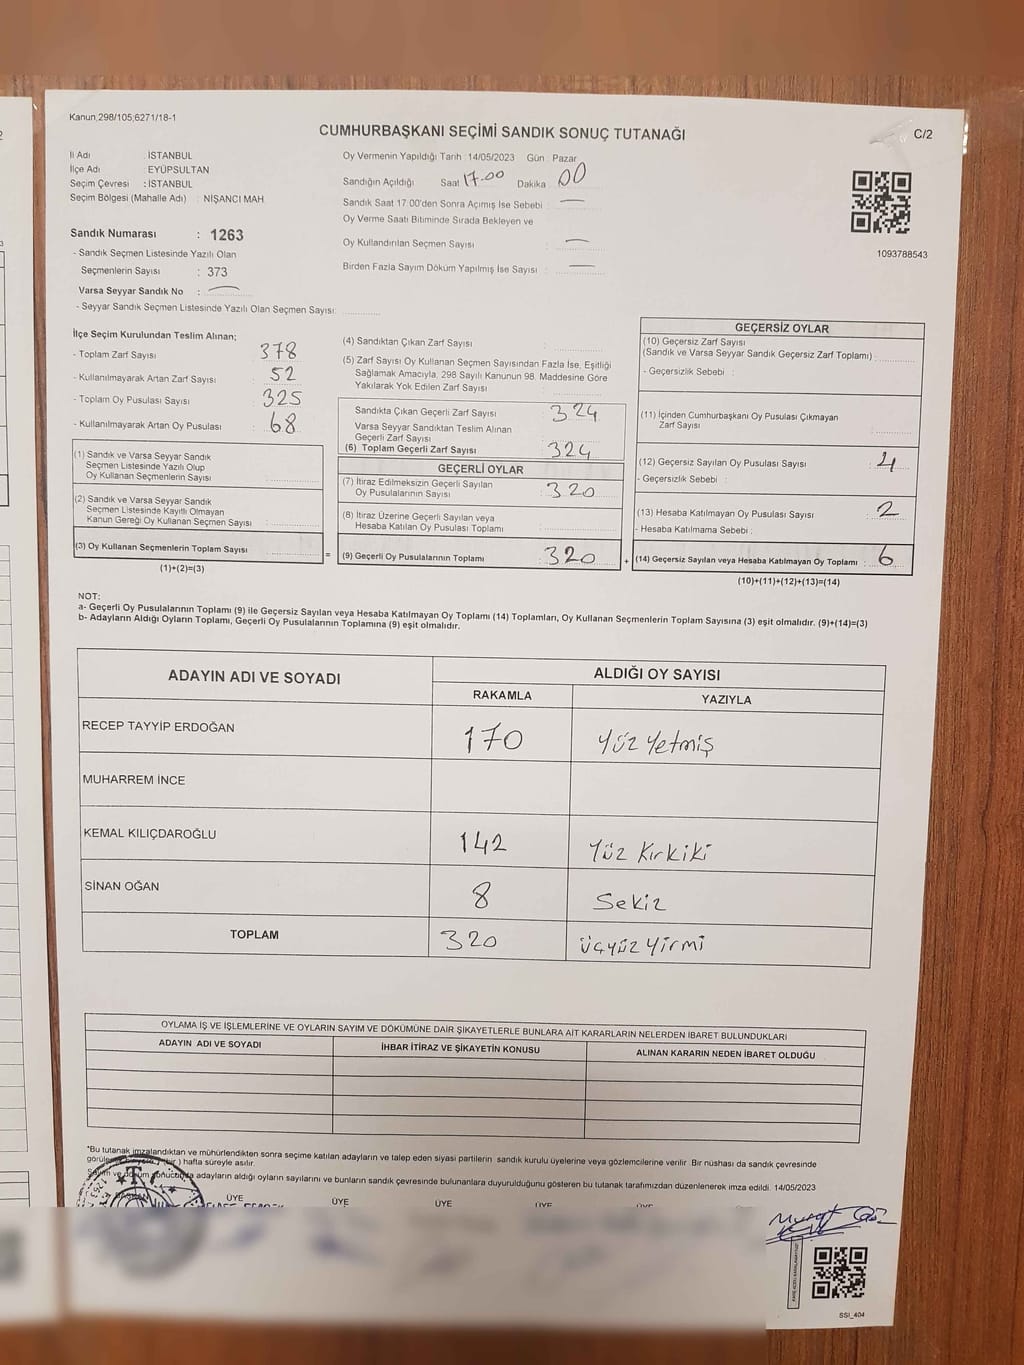 Kanun,298/105;6271/18-1
CUMHURBAŞKANI SEÇİMİ SANDIK SONUÇ TUTANAĞI
C/2
İl Adı : İSTANBUL
İlçe Adı : EYÜPSULTAN
Seçim Çevresi : İSTANBUL
Seçim Bölgesi (Mahalle Adı) : NİŞANCI MAH
Sandık Numarası : 1263
- Sandık Seçmen Listesinde Yazılı Olan
Seçmenlerin Sayısı : 373
Varsa Seyyar Sandık No : —
- Seyyar Sandık Seçmen Listesinde Yazılı Olan Seçmen Sayısı:
Oy Vermenin Yapıldığı Tarih :14/05/2023 Gün Pazar
Sandığın Açıldığı Saat 17.00 Dakika 00
Sandık Saat 17.00'den Sonra Açımış İse Sebebi : —
Oy Verme Saati Bitiminde Sırada Bekleyen ve
Oy Kullandırılan Seçmen Sayısı : —
Birden Fazla Sayım Döküm Yapılmış İse Sayısı : —
1093788543
İlçe Seçim Kurulundan Teslim Alınan;
- Toplam Zarf Sayısı : 378
- Kullanılmayarak Artan Zarf Sayısı : 52
- Toplam Oy Pusulası Sayısı : 325
- Kullanılmayarak Artan Oy Pusulası : 68
(1) Sandık ve Varsa Seyyar Sandık
Seçmen Listesinde Yazılı Olup
Oy Kullanan Seçmenlerin Sayısı :
(2) Sandık ve Varsa Seyyar Sandık
Seçmen Listesinde Kayıtlı Olmayan
Kanun Gereği Oy Kullanan Seçmen Sayısı :
(3) Oy Kullanan Seçmenlerin Toplam Sayısı :
(1)+(2)=(3)
=
(4) Sandıktan Çıkan Zarf Sayısı :
(5) Zarf Sayısı Oy Kullanan Seçmen Sayısından Fazla İse, Eşitliği
Sağlamak Amacıyla, 298 Sayılı Kanunun 98. Maddesine Göre
Yakılarak Yok Edilen Zarf Sayısı :
Sandıkta Çıkan Geçerli Zarf Sayısı : 324
Varsa Seyyar Sandıktan Teslim Alınan
Geçerli Zarf Sayısı :
(6) Toplam Geçerli Zarf Sayısı : 324
GEÇERLİ OYLAR
(7) İtiraz Edilmeksizin Geçerli Sayılan
Oy Pusulalarının Sayısı : 320
(8) İtiraz Üzerine Geçerli Sayılan veya
Hesaba Katılan Oy Pusulası Toplamı :
(9) Geçerli Oy Pusulalarının Toplamı : 320
+
GEÇERSİZ OYLAR
(10) Geçersiz Zarf Sayısı
(Sandık ve Varsa Seyyar Sandık Geçersiz Zarf Toplamı) :
- Geçersizlik Sebebi :
(11) İçinden Cumhurbaşkanı Oy Pusulası Çıkmayan
Zarf Sayısı :
(12) Geçersiz Sayılan Oy Pusulası Sayısı : 4
- Geçersizlik Sebebi :
(13) Hesaba Katılmayan Oy Pusulası Sayısı : 2
- Hesaba Katılmama Sebebi :
(14) Geçersiz Sayılan veya Hesaba Katılmayan Oy Toplamı : 6
(10)+(11)+(12)+(13)=(14)
NOT:
a- Geçerli Oy Pusulalarının Toplamı (9) ile Geçersiz Sayılan veya Hesaba Katılmayan Oy Toplamı (14) Toplamları, Oy Kullanan Seçmenlerin Toplam Sayısına (3) eşit olmalıdır. (9)+(14)=(3)
b- Adayların Aldığı Oyların Toplamı, Geçerli Oy Pusulalarının Toplamına (9) eşit olmalıdır.
ADAYIN ADI VE SOYADI
ALDIĞI OY SAYISI
RAKAMLA YAZIYLA
RECEP TAYYİP ERDOĞAN 170 Yüz Yetmiş
MUHARREM İNCE
KEMAL KILIÇDAROĞLU 142 Yüz Kırkiki
SİNAN OĞAN 8 Sekiz
TOPLAM 320 üçyüz Yirmi
OYLAMA İŞ VE İŞLEMLERİNE VE OYLARIN SAYIM VE DÖKÜMÜNE DAİR ŞİKAYETLERLE BUNLARA AİT KARARLARIN NELERDEN İBARET BULUNDUKLARI
ADAYIN ADI VE SOYADI İHBAR İTİRAZ VE ŞİKAYETİN KONUSU ALINAN KARARIN NEDEN İBARET OLDUĞU
*Bu tutanak imzalandıktan ve mühürlendikten sonra seçime katılan adayların ve talep eden siyasi partilerin sandık kurulu üyelerine veya gözlemcilerine verilir. Bir nüshası da sandık çevresinde
hafta süreyle asılır.
adayların aldığı oyların sayılarını ve bunların sandık çevresinde bulunanlara duyurulduğunu gösteren bu tutanak tarafımızdan düzenlenerek imza edildi. 14/05/2023
ÜYE ÜYE ÜYE ÜYE ÜYE
SSI_404